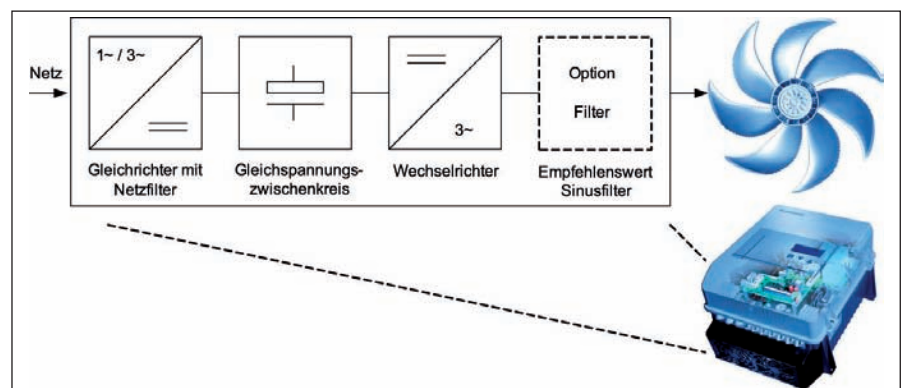 Netz
1~ / 3~
3~
Option
Filter
Gleichrichter mit
Netzfilter
Gleichspannungs-
zwischenkreis
Wechselrichter
Empfehlenswert
Sinusfilter